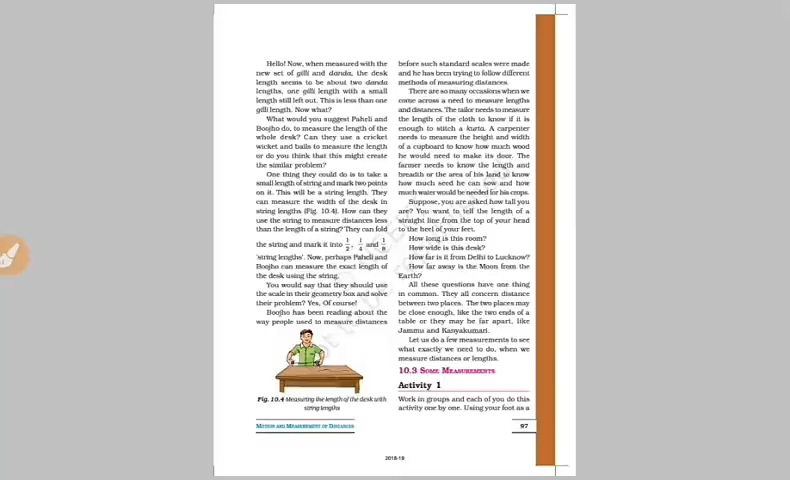 Hello! Now, when measured with the
new set of gilli and danda, the desk
length seems to be about two danda
lengths, one gilli length with a small
length still left out. This is less than one
gilli length. Now what?
What would you suggest Paheli and
Boojho do, to measure the length of the
whole desk? Can they use a cricket
wicket and bails to measure the length
or do you think that this might create
the similar problem?
One thing they could do is to take a
small length of string and mark two points
on it. This will be a string length. They
can measure the width of the desk in
string lengths (Fig. 10.4). How can they
use the string to measure distances less
than the length of a string? They can fold
the string and mark it into 1/2, 1/4 and 1/8
'string lengths'. Now, perhaps Paheli and
Boojho can measure the exact length of
the desk using the string.
You would say that they should use
the scale in their geometry box and solve
their problem? Yes, Of course!
Boojho has been reading about the
way people used to measure distances
Fig. 10.4 Measuring the length of the desk with
string lengths
before such standard scales were made
and he has been trying to follow different
methods of measuring distances.
There are so many occasions when we
come across a need to measure lengths
and distances. The tailor needs to measure
the length of the cloth to know if it is
enough to stitch a kurta. A carpenter
needs to measure the height and width
of a cupboard to know how much wood
he would need to make its door. The
farmer needs to know the length and
breadth or the area of his land to know
how much seed he can sow and how
much water would be needed for his crops.
Suppose, you are asked how tall you
are? You want to tell the length of a
straight line from the top of your head
to the heel of your feet.
How long is this room?
How wide is this desk?
How far is it from Delhi to Lucknow?
How far away is the Moon from the
Earth?
All these questions have one thing
in common. They all concern distance
between two places. The two places may
be close enough, like the two ends of a
table or they may be far apart, like
Jammu and Kanyakumari.
Let us do a few measurements to see
what exactly we need to do, when we
measure distances or lengths.
10.3 SOME MEASUREMENTS
Activity 1
Work in groups and each of you do this
activity one by one. Using your foot as a
MOTION AND MEASUREMENT OF DISTANCES
97
2018-19